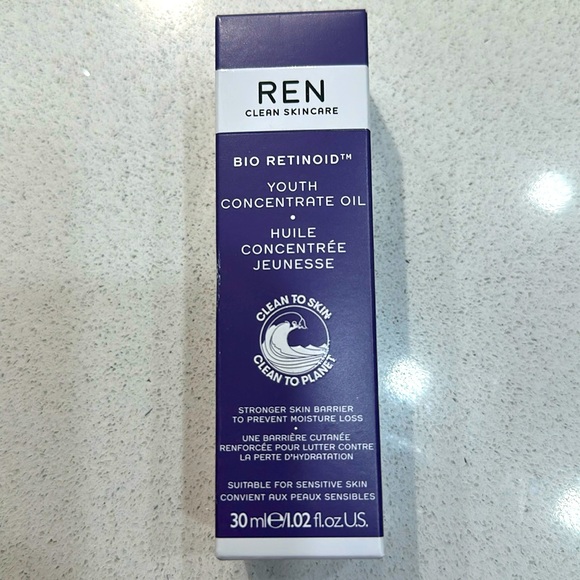 REN
CLEAN SKINCARE
BIO RETINOID™
YOUTH
CONCENTRATE OIL
•
HUILE
CONCENTRÉE
JEUNESSE
CLEAN TO SKIN
CLEAN TO PLANET
STRONGER SKIN BARRIER
TO PREVENT MOISTURE LOSS
•
UNE BARRIÈRE CUTANÉE
RENFORCÉE POUR LUTTER CONTRE
LA PERTE D'HYDRATATION
SUITABLE FOR SENSITIVE SKIN
CONVIENT AUX PEAUX SENSIBLES
30 ml℮/1.02 fl.oz.U.S.